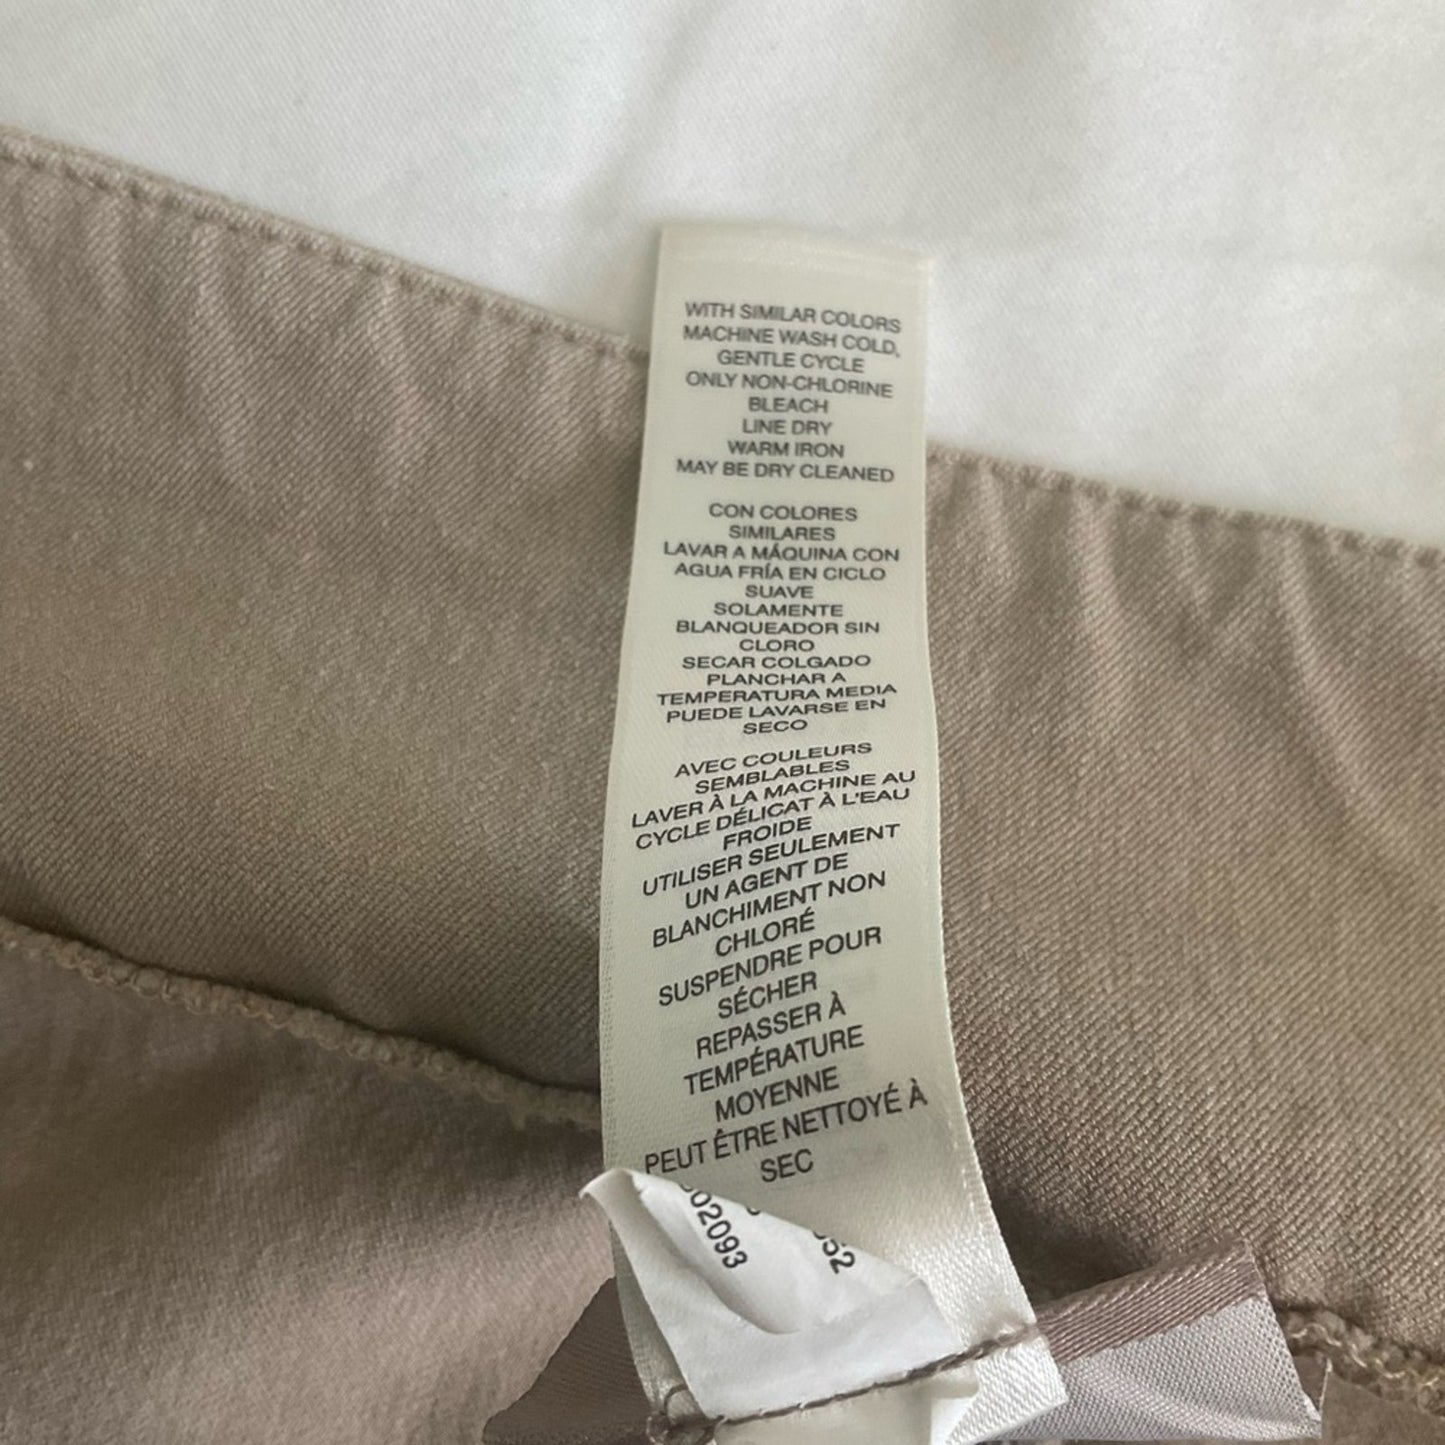 WITH SIMILAR COLORS
MACHINE WASH COLD,
GENTLE CYCLE
ONLY NON-CHLORINE
BLEACH
LINE DRY
WARM IRON
MAY BE DRY CLEANED
CON COLORES
SIMILARES
LAVAR A MÁQUINA CON
AGUA FRÍA EN CICLO
SUAVE
SOLAMENTE
BLANQUEADOR SIN
CLORO
SECAR COLGADO
PLANCHAR A
TEMPERATURA MEDIA
PUEDE LAVARSE EN
SECO
AVEC COULEURS
SEMBLABLES
LAVER À LA MACHINE AU
CYCLE DÉLICAT À L'EAU
FROIDE
UTILISER SEULEMENT
UN AGENT DE
BLANCHIMENT NON
CHLORÉ
SUSPENDRE POUR
SÉCHER
REPASSER À
TEMPÉRATURE
MOYENNE
PEUT ÊTRE NETTOYÉ À
SEC